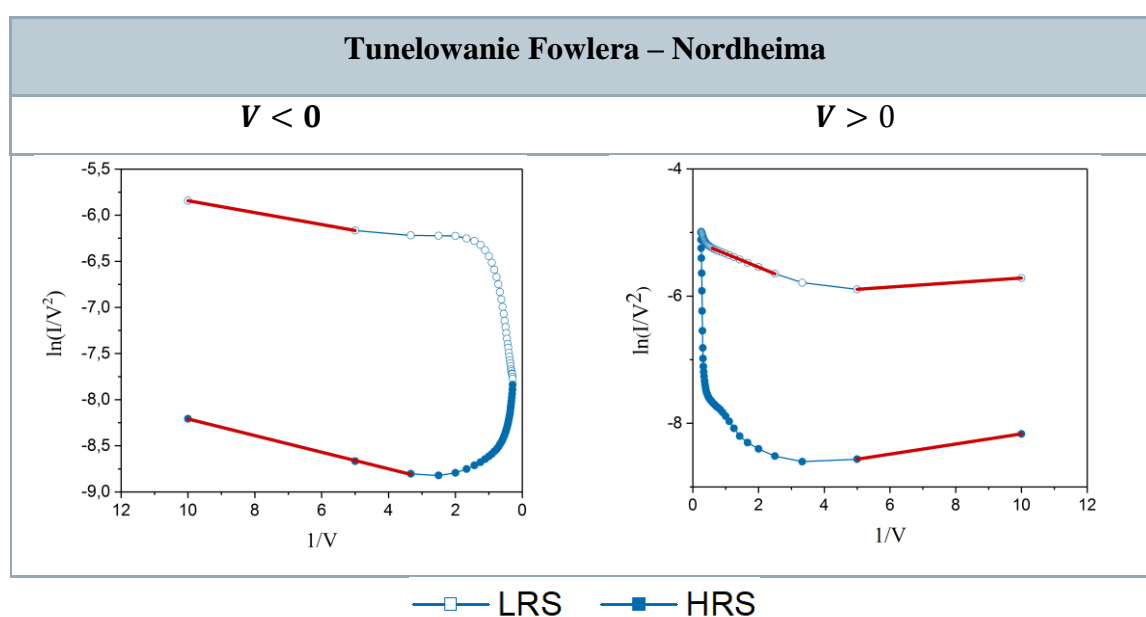 Tunelowanie Fowlera – Nordheima
V < 0
V > 0
-5,5
-6,0
-6,5
-7,0
-7,5
-8,0
-8,5
-9,0
ln(I/V²)
12 10 8 6 4 2 0
1/V
-4
-6
-8
ln(I/V²)
0 2 4 6 8 10 12
1/V
LRS HRS